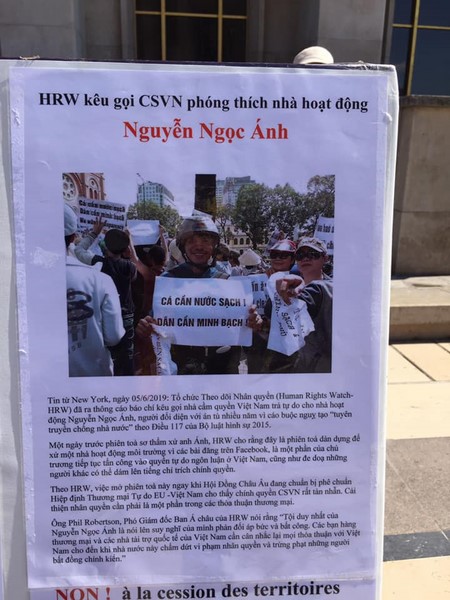 HRW kêu gọi CSVN phóng thích nhà hoạt động
Nguyễn Ngọc Ánh
CÁ CẦN NƯỚC SẠCH !
DÂN CẦN MINH BẠCH !
SẠCH !
Tin từ New York, ngày 05/6/2019: Tổ chức Theo dõi Nhân quyền (Human Rights Watch-
HRW) đã ra thông cáo báo chí kêu gọi nhà cầm quyền Việt Nam trả tự do cho nhà hoạt động
Nguyễn Ngọc Ánh, người đối diện với án tù nhiều năm vì cáo buộc ngụy tạo “tuyên
truyền chống nhà nước” theo Điều 117 của Bộ luật hình sự 2015.
Một ngày trước phiên toà sơ thẩm xử anh Ánh, HRW cho rằng đây là phiên toà dàn dựng để
xử một nhà hoạt động môi trường vì các bài đăng trên Facebook, là một phần của chủ
trương tiếp tục tấn công vào quyền tự do ngôn luận ở Việt Nam, cũng như đe doạ những
người khác có thể dám lên tiếng chỉ trích chính quyền.
Theo HRW, việc mở phiên toà này ngay khi Hội Đồng Châu Âu đang chuẩn bị phê chuẩn
Hiệp định Thương mại Tự do EU -Việt Nam cho thấy chính quyền CSVN rất tàn nhẫn. Cải
thiện nhân quyền cần phải là một phần trong các thoả thuận thương mại.
Ông Phil Robertson, Phó Giám đốc Ban Á châu của HRW nói rằng “Tội duy nhất của
Nguyễn Ngọc Ánh là nói lên suy nghĩ của mình phản đối áp bức và bất công. Các bạn hàng
thương mại và các nhà tài trợ quốc tế của Việt Nam cần cân nhắc lại mọi thỏa thuận với Việt
Nam cho đến khi nhà nước này chấm dứt vi phạm nhân quyền và trừng phạt những người
bất đồng chính kiến.”
NON ! à la cession des territoires